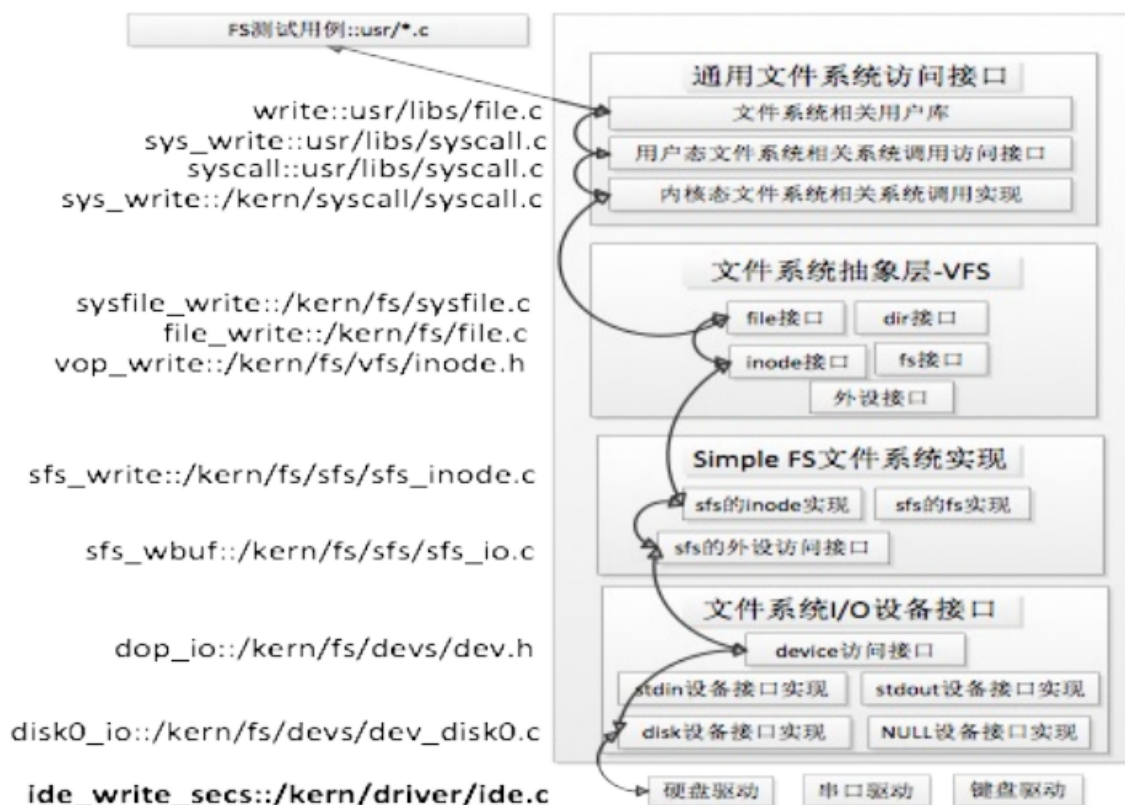 FS测试用例::usr/*.c
通用文件系统访问接口
write::usr/libs/file.c
文件系统相关用户库
sys_write::usr/libs/syscall.c
用户态文件系统相关系统调用访问接口
syscall::usr/libs/syscall.c
sys_write::/kern/syscall/syscall.c
内核态文件系统相关系统调用实现
文件系统抽象层-VFS
sysfile_write::/kern/fs/sysfile.c
file接口
dir接口
file_write::/kern/fs/file.c
vop_write::/kern/fs/vfs/inode.h
inode接口
fs接口
外设接口
Simple FS文件系统实现
sfs_write::/kern/fs/sfs/sfs_inode.c
sfs的inode实现
sfs的fs实现
sfs_wbuf::/kern/fs/sfs/sfs_io.c
sfs的外设访问接口
文件系统I/O设备接口
dop_io::/kern/fs/devs/dev.h
device访问接口
stdin设备接口实现
stdout设备接口实现
disk0_io::/kern/fs/devs/dev_disk0.c
disk设备接口实现
NULL设备接口实现
ide_write_secs::/kern/driver/ide.c
硬盘驱动
串口驱动
键盘驱动